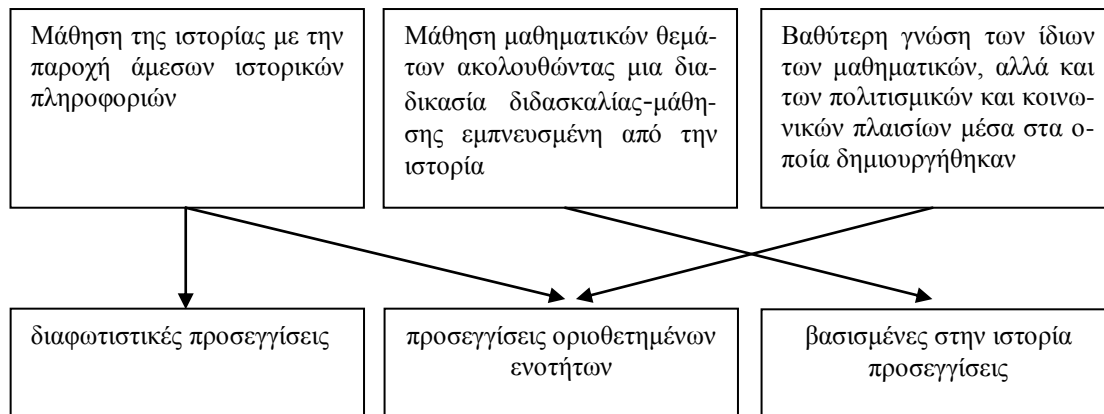 Μάθηση της ιστορίας με την
παροχή άμεσων ιστορικών
πληροφοριών
Μάθηση μαθηματικών θεμά-
των ακολουθώντας μια δια-
δικασία διδασκαλίας-μάθη-
σης εμπνευσμένη από την
ιστορία
Βαθύτερη γνώση των ίδιων
των μαθηματικών, αλλά και
των πολιτισμικών και κοινω-
νικών πλαισίων μέσα στα ο-
ποία δημιουργήθηκαν
διαφωτιστικές προσεγγίσεις
προσεγγίσεις οριοθετημένων
ενοτήτων
βασισμένες στην ιστορία
προσεγγίσεις